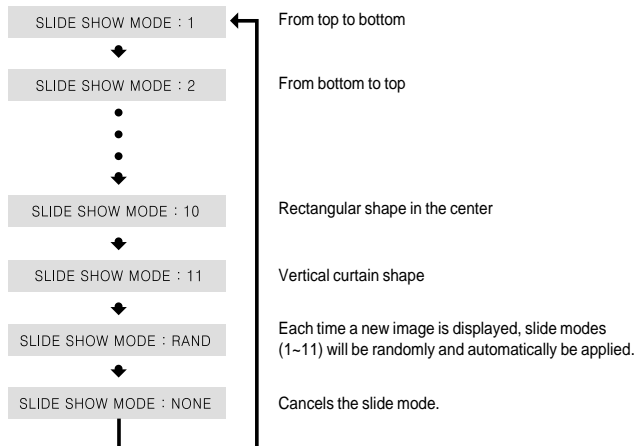 SLIDE SHOW MODE : 1
From top to bottom
SLIDE SHOW MODE : 2
From bottom to top
SLIDE SHOW MODE : 10
Rectangular shape in the center
SLIDE SHOW MODE : 11
Vertical curtain shape
SLIDE SHOW MODE : RAND
Each time a new image is displayed, slide modes
(1~11) will be randomly and automatically be applied.
SLIDE SHOW MODE : NONE
Cancels the slide mode.